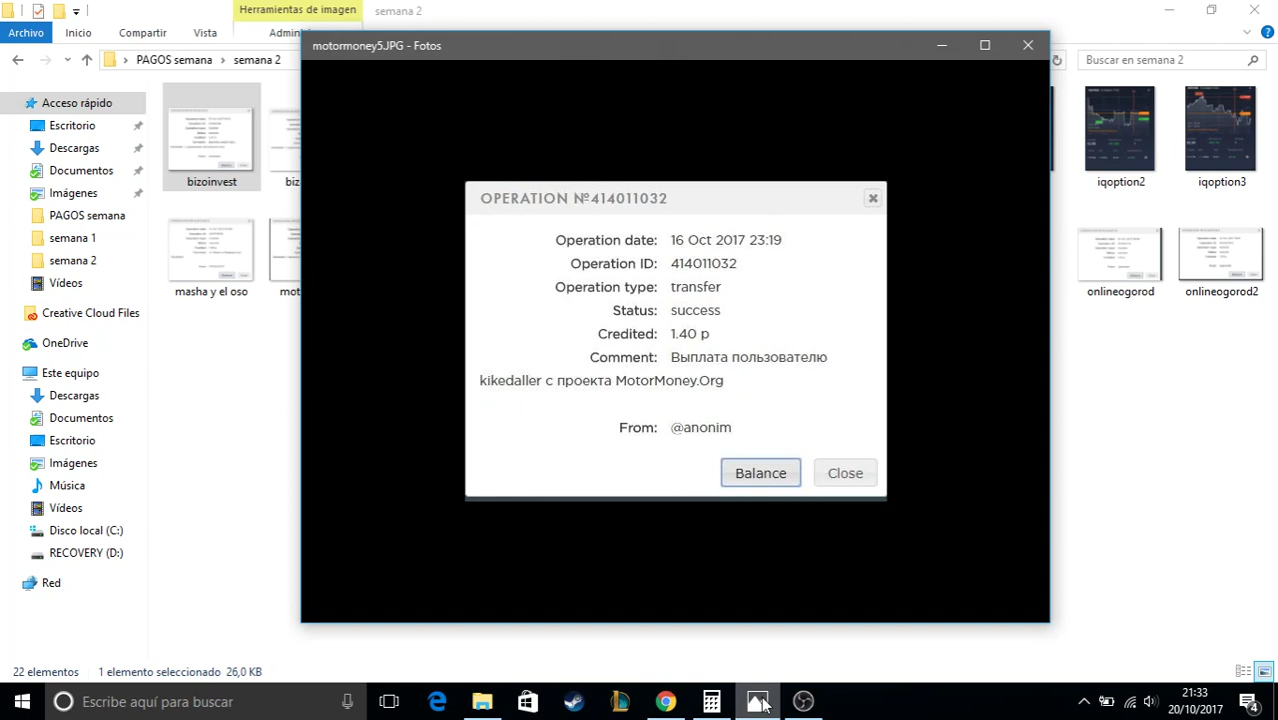 Herramientas de imagen
semana 2
Archivo
Inicio
Compartir
Vista
motormoney5.JPG - Fotos
PAGOS semana
semana 2
Buscar en semana 2
Acceso rápido
Escritorio
Descargas
Documentos
Imágenes
PAGOS semana
semana 1
semana 2
Vídeos
Creative Cloud Files
OneDrive
Este equipo
Descargas
Documentos
Escritorio
Imágenes
Música
Vídeos
Disco local (C:)
RECOVERY (D:)
Red
bizoinvest
masha y el oso
iqoption2
iqoption3
onlineogorod
onlineogorod2
OPERATION №414011032
Operation date: 16 Oct 2017 23:19
Operation ID: 414011032
Operation type: transfer
Status: success
Credited: 1.40 р
Comment: Выплата пользователю
kikedaller с проекта MotorMoney.Org
From: @anonim
Balance
Close
22 elementos
1 elemento seleccionado 26,0 KB
Escribe aquí para buscar
21:33
20/10/2017
4